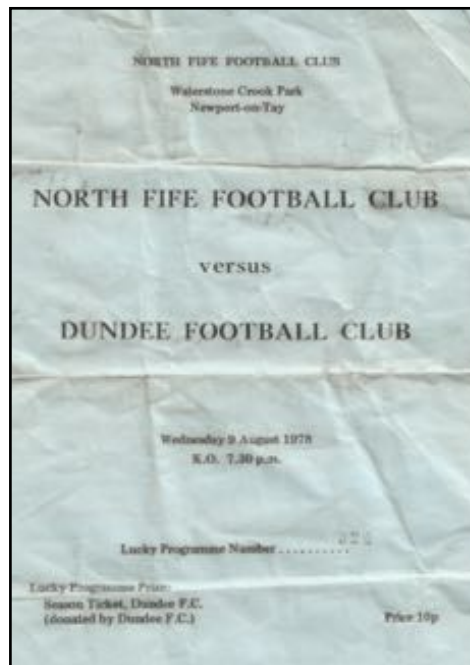 NORTH FIFE FOOTBALL CLUB
Waterstone Crook Park
Newport-on-Tay
NORTH FIFE FOOTBALL CLUB
versus
DUNDEE FOOTBALL CLUB
Wednesday 9 August 1978
K.O. 7.30 p.m.
Lucky Programme Number ..........
Lucky Programme Prize:
Season Ticket, Dundee F.C.
(donated by Dundee F.C.)
Price 10p